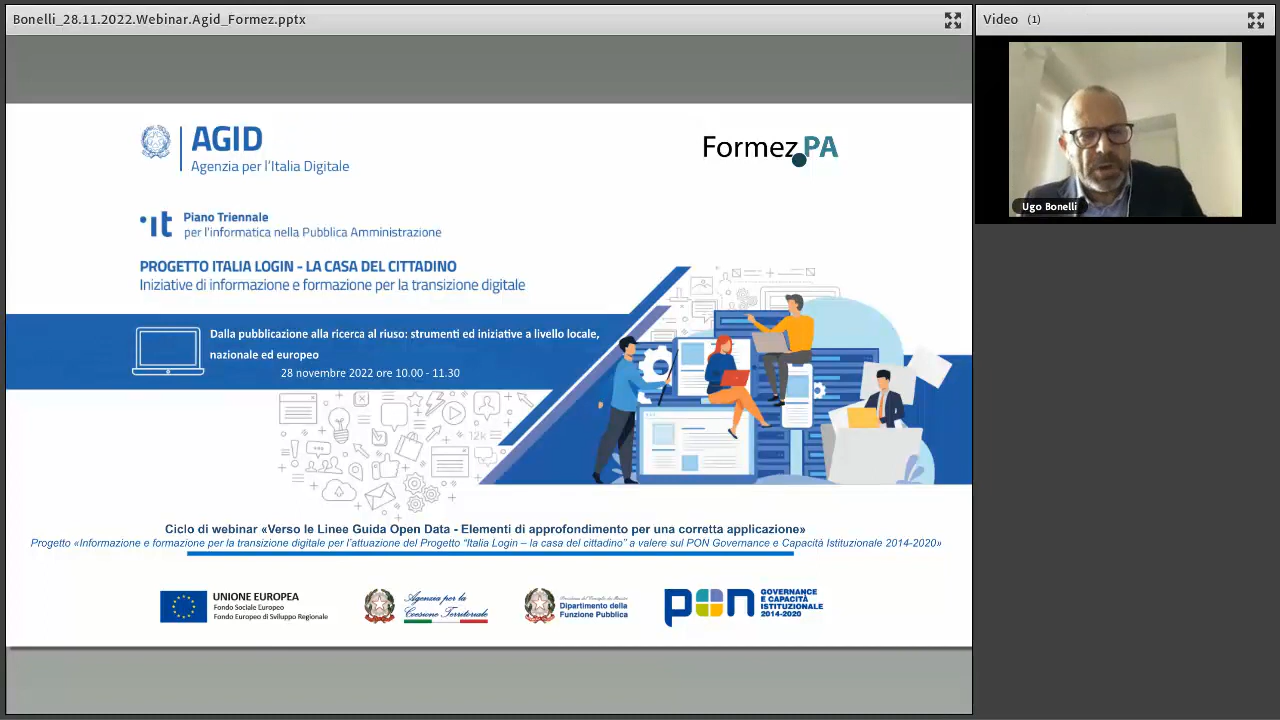 Bonelli_28.11.2022.Webinar.Agid_Formez.pptx
Video (1)
Ugo Bonelli
AGID
Agenzia per l'Italia Digitale
FormezPA
Piano Triennale
per l'informatica nella Pubblica Amministrazione
PROGETTO ITALIA LOGIN - LA CASA DEL CITTADINO
Iniziative di informazione e formazione per la transizione digitale
Dalla pubblicazione alla ricerca al riuso: strumenti ed iniziative a livello locale,
nazionale ed europeo
28 novembre 2022 ore 10.00 - 11.30
12k
Ciclo di webinar «Verso le Linee Guida Open Data - Elementi di approfondimento per una corretta applicazione»
Progetto «Informazione e formazione per la transizione digitale per l'attuazione del Progetto "Italia Login – la casa del cittadino" a valere sul PON Governance e Capacità Istituzionale 2014-2020»
UNIONE EUROPEA
Fondo Sociale Europeo
Fondo Europeo di Sviluppo Regionale
Agenzia per la
Coesione Territoriale
Presidenza del Consiglio dei Ministri
Dipartimento della
Funzione Pubblica
pon
GOVERNANCE
E CAPACITÀ
ISTITUZIONALE
2014-2020